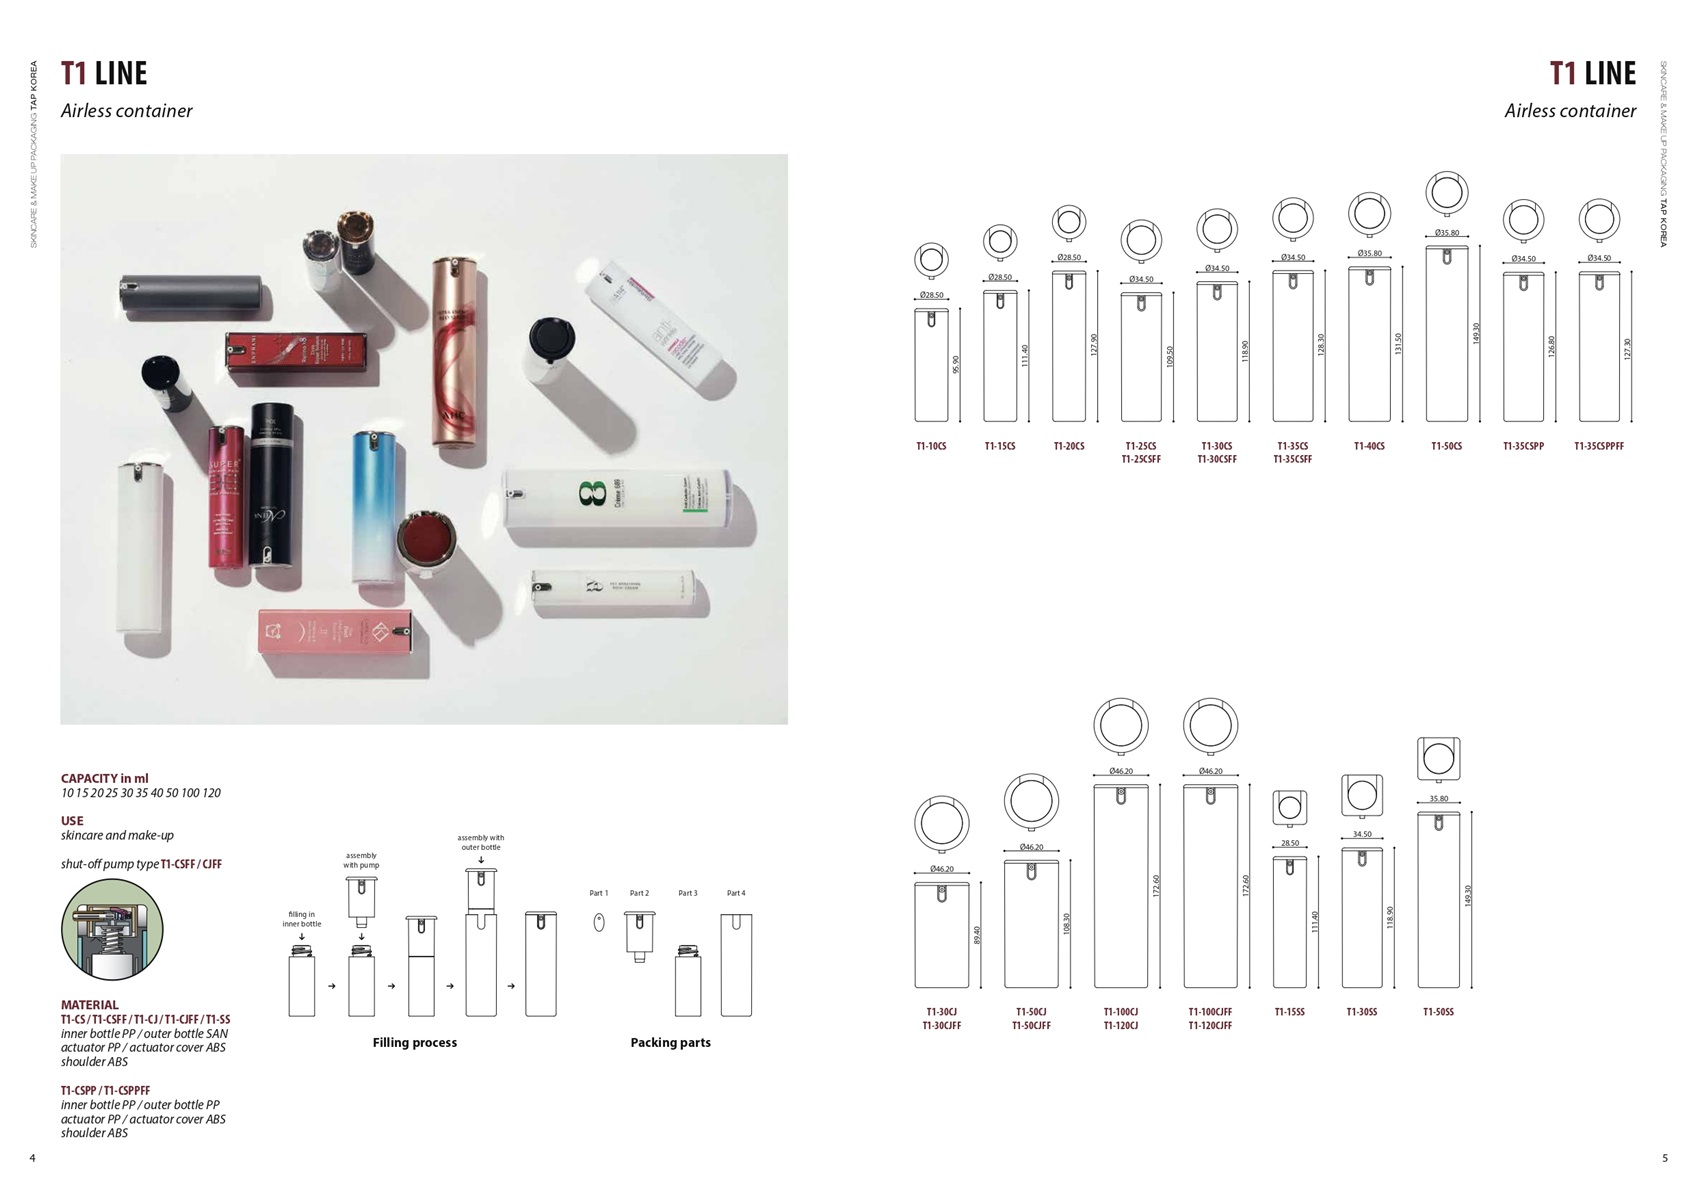 SKINCARE & MAKE UP PACKAGING TAP KOREA
T1 LINE
Airless container
SUPER
AHC
anti-
8
Crème 689
CAPACITY in ml
10 15 20 25 30 35 40 50 100 120
USE
skincare and make-up
shut-off pump type T1-CSFF / CJFF
MATERIAL
T1-CS / T1-CSFF / T1-CJ / T1-CJFF / T1-SS
inner bottle PP / outer bottle SAN
actuator PP / actuator cover ABS
shoulder ABS
T1-CSPP / T1-CSPPFF
inner bottle PP / outer bottle PP
actuator PP / actuator cover ABS
shoulder ABS
filling in
inner bottle
assembly
with pump
assembly with
outer bottle
Filling process
Part 1
Part 2
Part 3
Part 4
Packing parts
4
T1 LINE
Airless container
SKINCARE & MAKE UP PACKAGING TAP KOREA
Ø28.50
95.90
T1-10CS
Ø28.50
111.40
T1-15CS
Ø28.50
127.90
T1-20CS
Ø34.50
109.50
T1-25CS
T1-25CSFF
Ø34.50
118.90
T1-30CS
T1-30CSFF
Ø34.50
128.30
T1-35CS
T1-35CSFF
Ø35.80
131.50
T1-40CS
Ø35.80
149.30
T1-50CS
Ø34.50
126.80
T1-35CSPP
Ø34.50
127.30
T1-35CSPPFF
Ø46.20
89.40
T1-30CJ
T1-30CJFF
Ø46.20
108.30
T1-50CJ
T1-50CJFF
Ø46.20
172.60
T1-100CJ
T1-120CJ
Ø46.20
172.60
T1-100CJFF
T1-120CJFF
28.50
111.40
T1-15SS
34.50
118.90
T1-30SS
35.80
149.30
T1-50SS
5